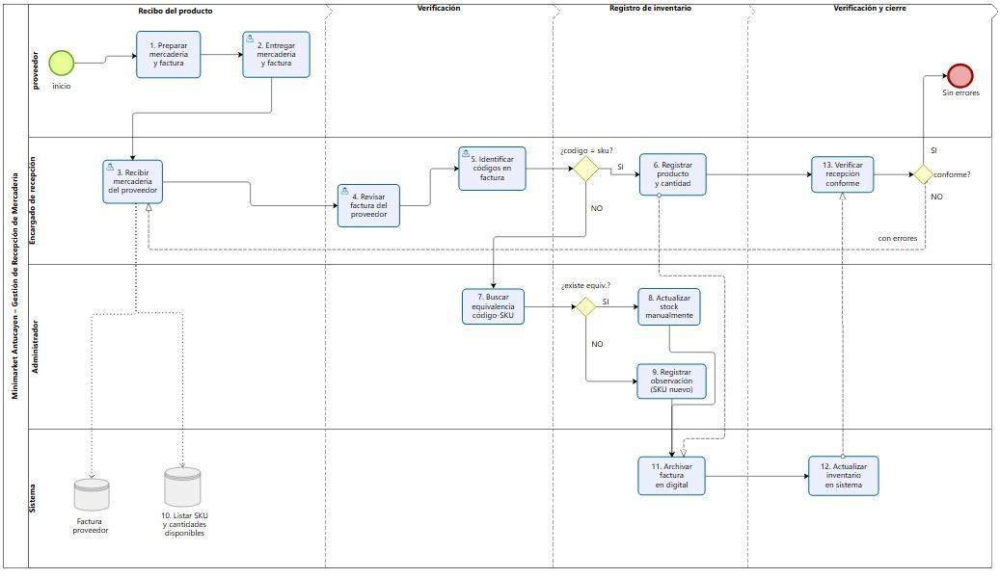 Minimarket Antucayen – Gestión de Recepción de Mercadería
Recibo del producto
Verificación
Registro de inventario
Verificación y cierre
proveedor
inicio
1. Preparar
mercadería
y factura
2. Entregar
mercadería
y factura
Sin errores
Encargado de recepción
3. Recibir
mercadería
del proveedor
4. Revisar
factura del
proveedor
5. Identificar
códigos en
factura
¿codigo = sku?
SI
NO
6. Registrar
producto
y cantidad
13. Verificar
recepción
conforme
SI
conforme?
NO
con errores
Administrador
7. Buscar
equivalencia
código-SKU
¿existe equiv.?
SI
NO
8. Actualizar
stock
manualmente
9. Registrar
observación
(SKU nuevo)
Sistema
Factura
proveedor
10. Listar SKU
y cantidades
disponibles
11. Archivar
factura
en digital
12. Actualizar
inventario
en sistema